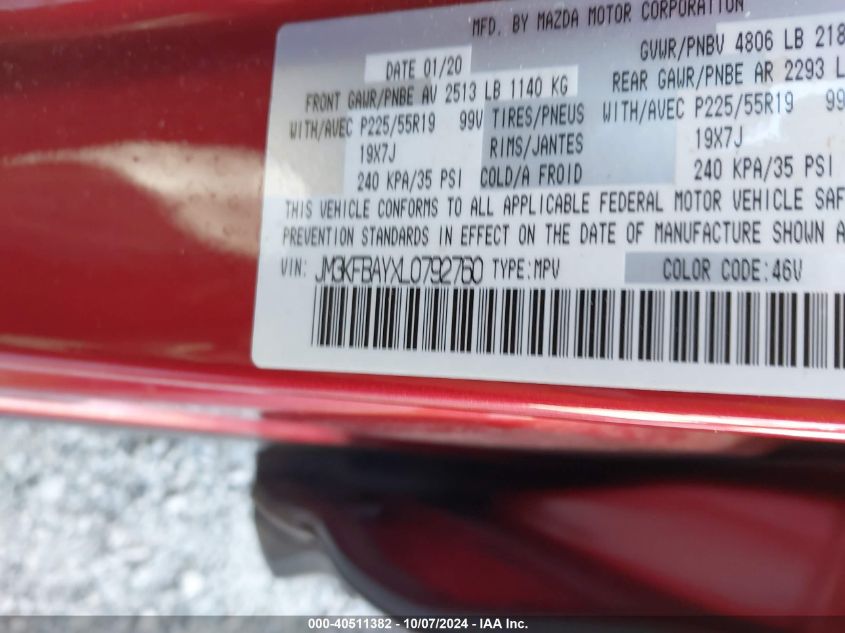 MFD. BY MAZDA MOTOR CORPORATION
DATE 01/20
GVWR/PNBV 4806 LB 218
FRONT GAWR/PNBE AV 2513 LB 1140 KG
REAR GAWR/PNBE AR 2293 L
WITH/AVEC P225/55R19 99V TIRES/PNEUS WITH/AVEC P225/55R19 99
19X7J RIMS/JANTES 19X7J
240 KPA/35 PSI COLD/A FROID 240 KPA/35 PSI
THIS VEHICLE CONFORMS TO ALL APPLICABLE FEDERAL MOTOR VEHICLE SAF
PREVENTION STANDARDS IN EFFECT ON THE DATE OF MANUFACTURE SHOWN A
VIN: JM3KFBAYXL0792760 TYPE:MPV COLOR CODE:46V
000-40511382 - 10/07/2024 - IAA Inc.